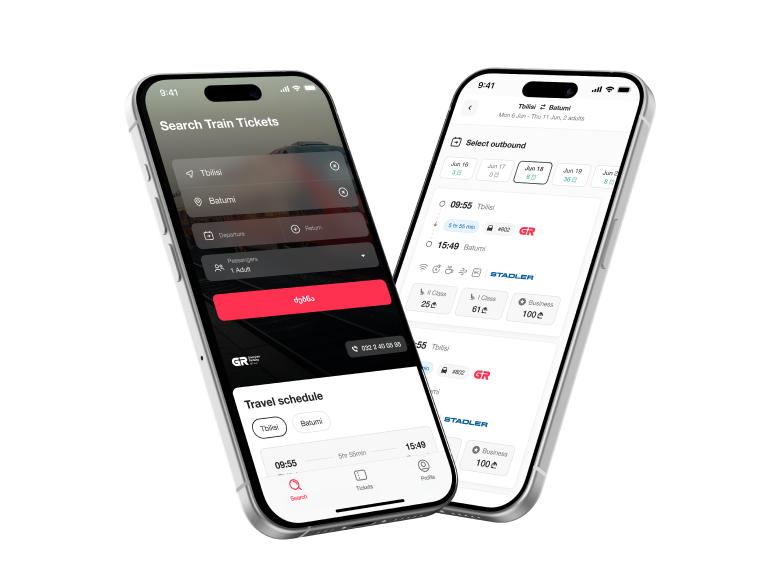 9:41
Search Train Tickets
Tbilisi
Batumi
Departure
Return
Passengers
1 Adult
ძებნა
GR
032 2 40 05 85
Travel schedule
Tbilisi
Batumi
09:55
5hr 55min
15:49
Search
Tickets
Profile
9:41
Tbilisi ⇄ Batumi
Mon 6 Jun - Thu 11 Jun, 2 adults
Select outbound
Jun 16
3
Jun 17
0
Jun 18
8
Jun 19
36
Jun 2
09:55 Tbilisi
5 hr 55 min
#802
GR
15:49 Batumi
STADLER
II Class
25 ₾
I Class
61 ₾
Business
100 ₾
:55 Tbilisi
min
#802
GR
umi
STADLER
Business
100 ₾